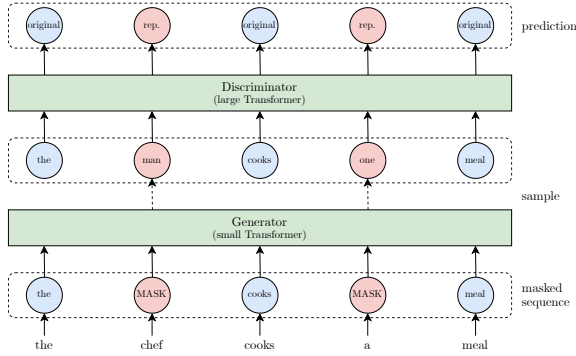 original rep. original rep. original prediction
Discriminator
(large Transformer)
the man cooks one meal
sample
Generator
(small Transformer)
the MASK cooks MASK meal masked
sequence
the chef cooks a meal